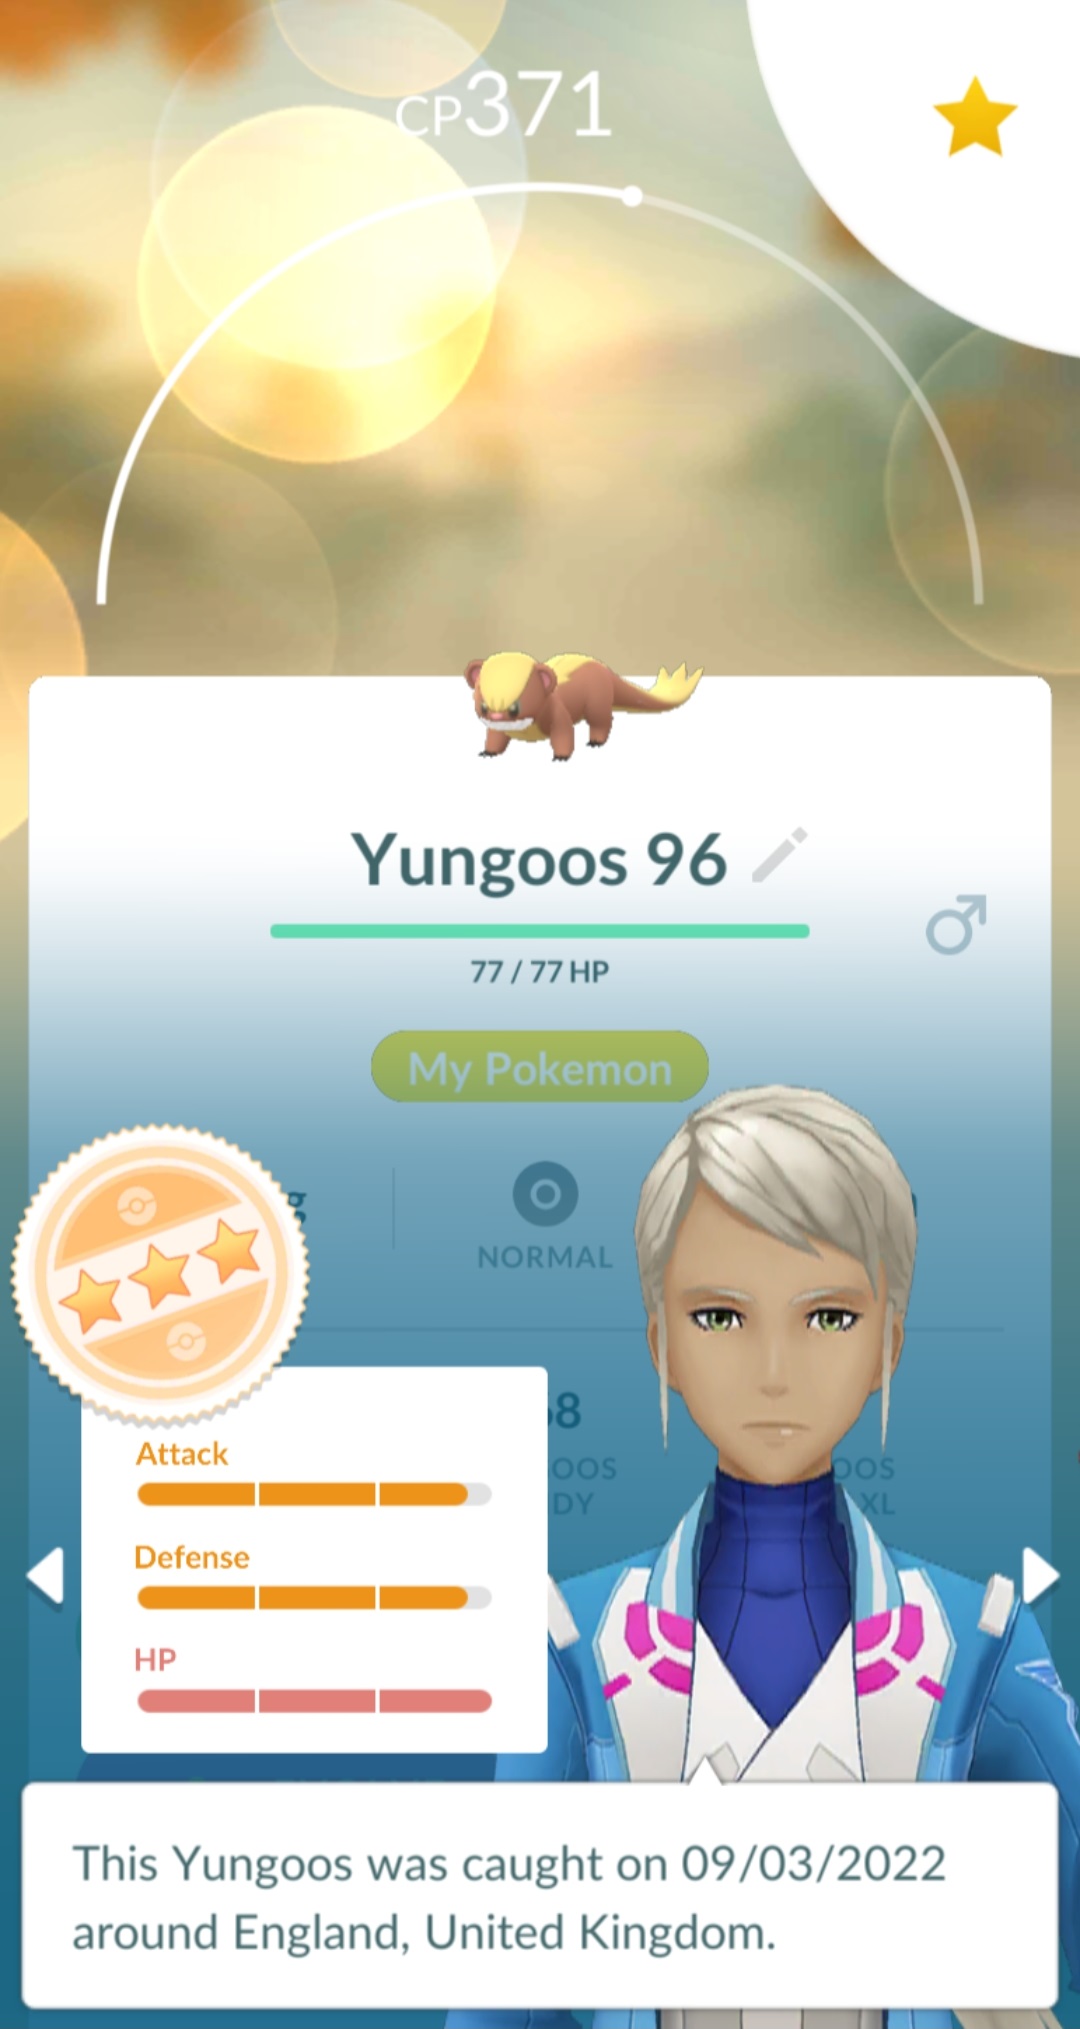 CP371
Yungoos 96
77 / 77 HP
My Pokemon
NORMAL
Attack
Defense
HP
XL
This Yungoos was caught on 09/03/2022
around England, United Kingdom.